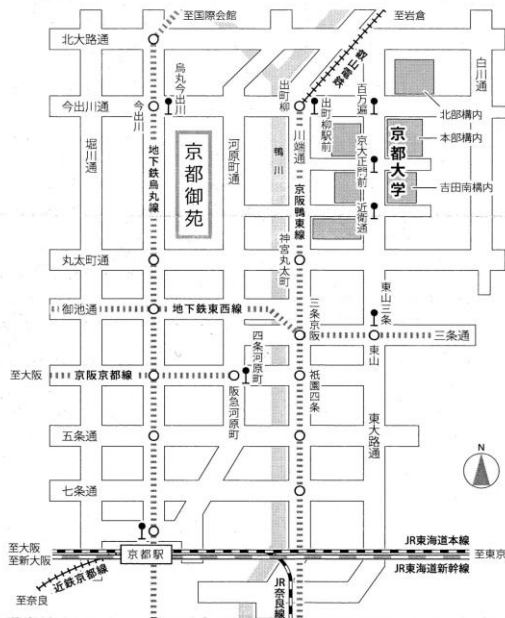 至国際会館
至岩倉
北大路通
白川通
烏丸今出川
叡山電鉄
出町柳
百万遍
今出川通
今出川
出町柳駅前
北部構内
本部構内
吉田南構内
京都大学
京大正門前
近衛通
堀川通
地下鉄烏丸線
京都御苑
河原町通
鴨川
川端通
京阪鴨東線
神宮丸太町
丸太町通
御池通
地下鉄東西線
三条京阪
東山三条
三条通
東山
四条河原町
至大阪
京阪京都線
阪急河原町
祇園四条
東大路通
五条通
七条通
N
至大阪
至新大阪
京都駅
JR東海道本線
JR東海道新幹線
至東京
近鉄京都線
至奈良
JR奈良線